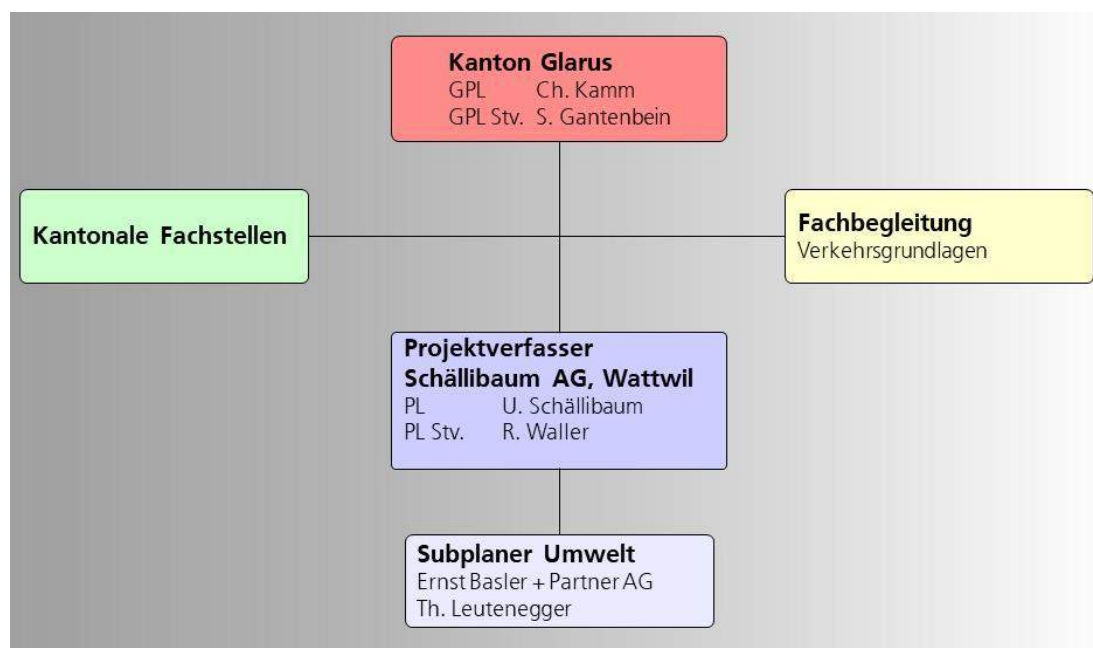 Kanton Glarus
GPL Ch. Kamm
GPL Stv. S. Gantenbein
Kantonale Fachstellen
Fachbegleitung
Verkehrsgrundlagen
Projektverfasser
Schällibaum AG, Wattwil
PL U. Schällibaum
PL Stv. R. Waller
Subplaner Umwelt
Ernst Basler + Partner AG
Th. Leutenegger